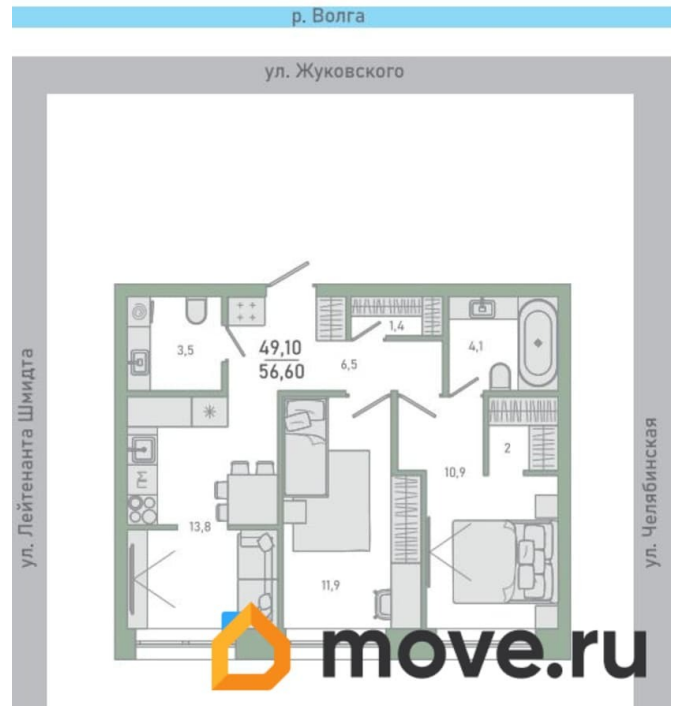 р. Волга
ул. Жуковского
ул. Лейтенанта Шмидта
ул. Челябинская
3,5
49,10
56,60
6,5
1,4
4,1
2
10,9
ПМ
13,8
11,9
move.ru